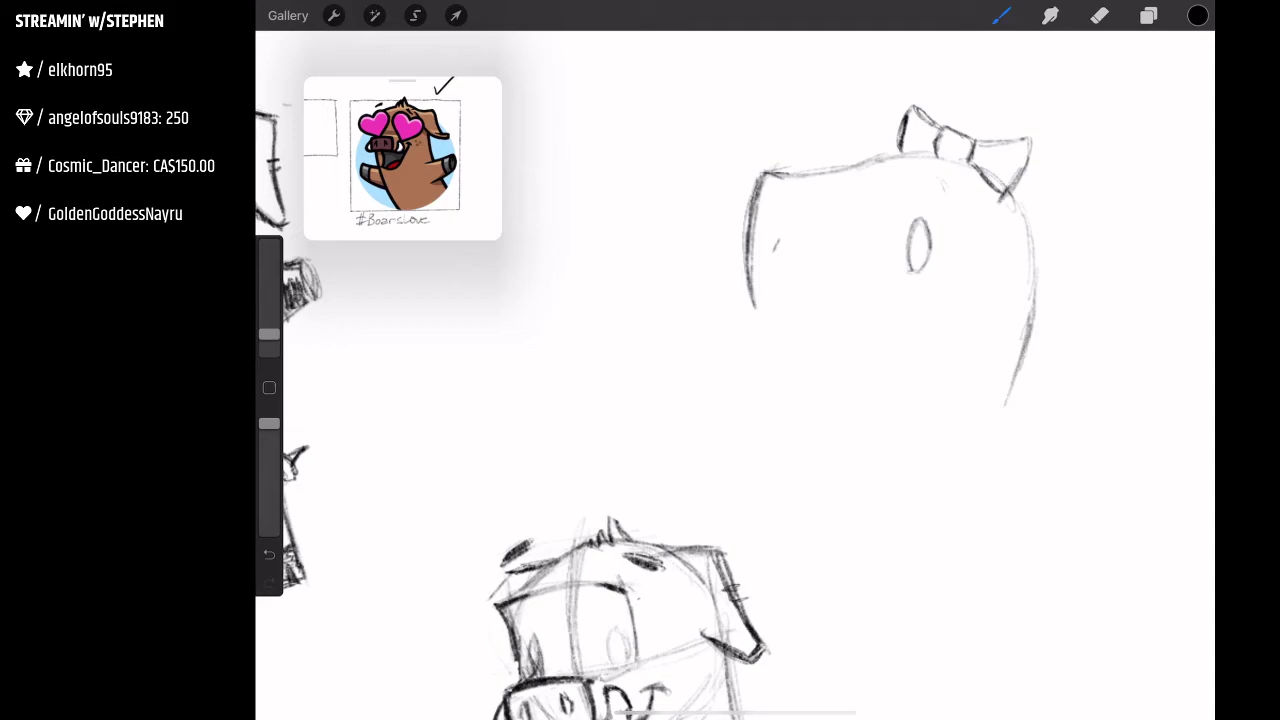 STREAMIN' w/STEPHEN
/ elkhorn95
/ angelofsouls9183: 250
/ Cosmic_Dancer: CA$150.00
/ GoldenGoddessNayru
Gallery
#BoarsLove